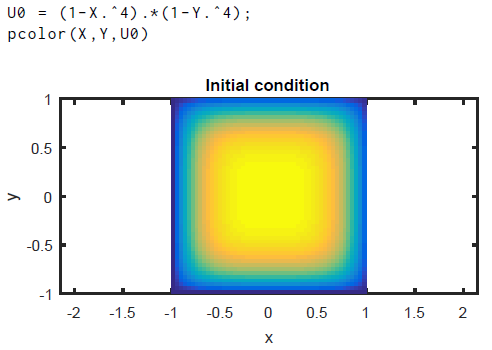 U0 = (1-X.^4).*(1-Y.^4);
pcolor(X,Y,U0)
Initial condition
1
0.5
0
-0.5
-1
y
-2 -1.5 -1 -0.5 0 0.5 1 1.5 2
x